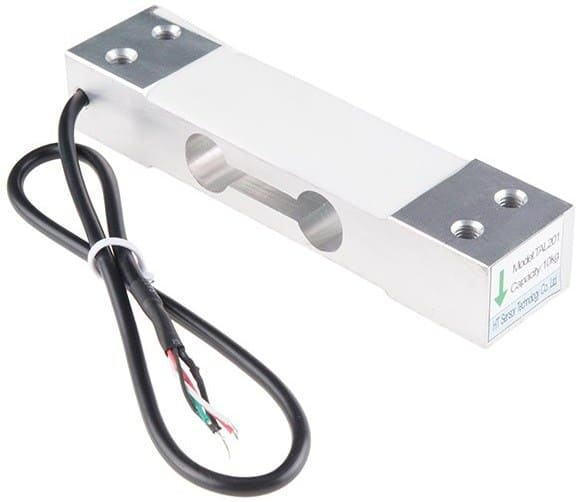 Model:TAL201
Capacity:10kg
HT Sensor Technology Co., Ltd